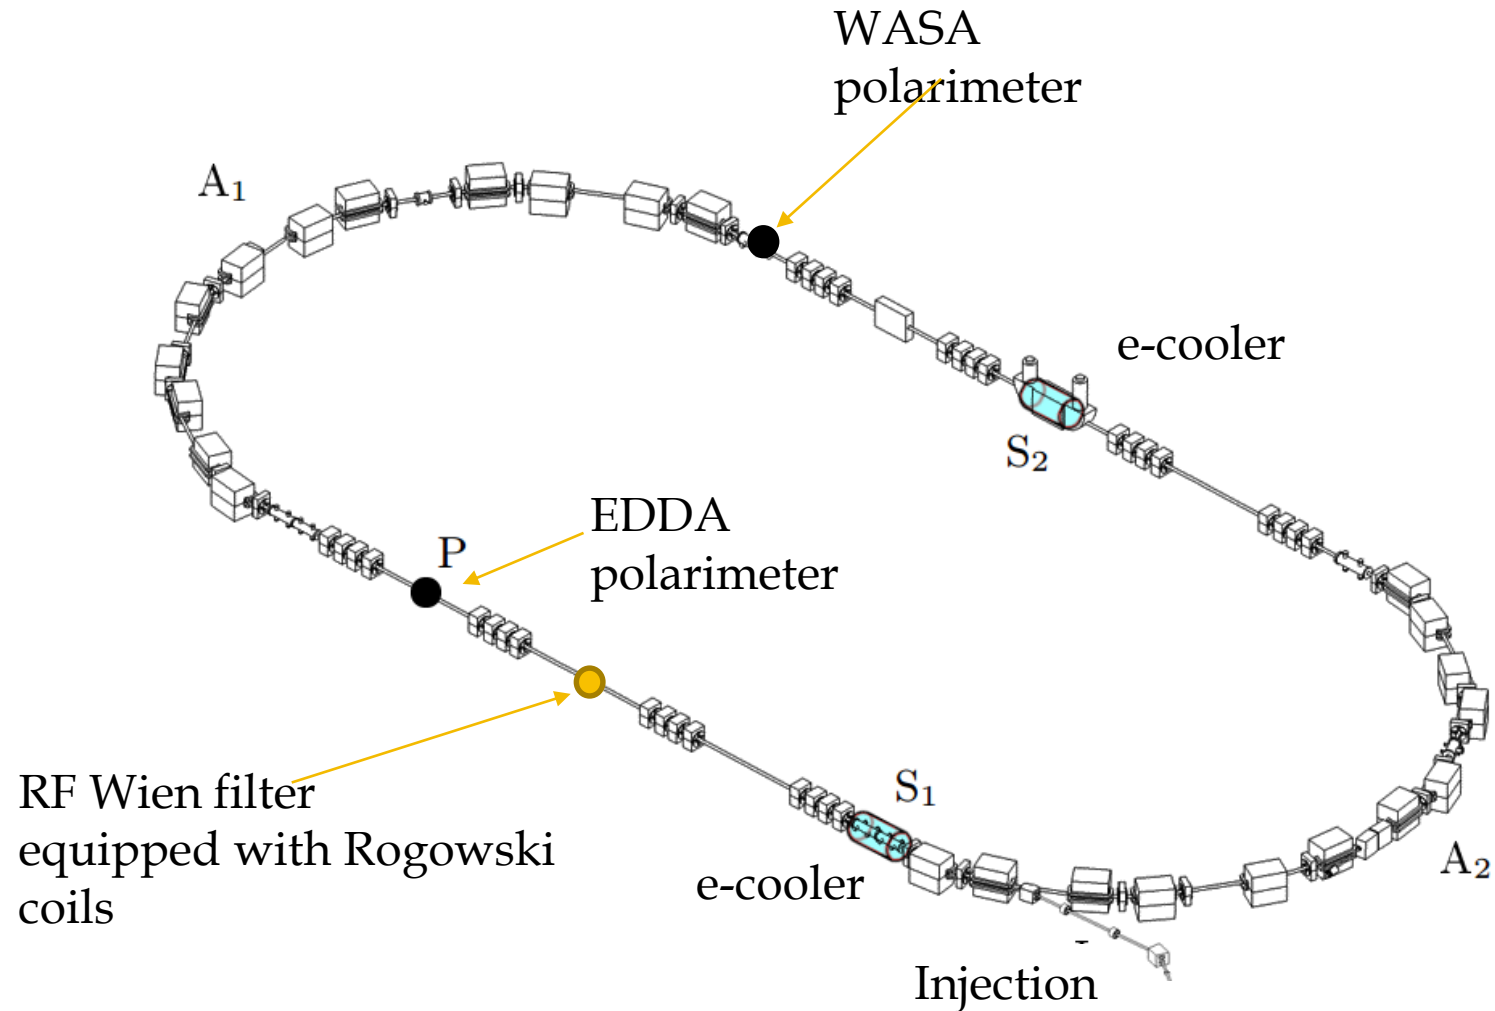 WASA
polarimeter
A₁
e-cooler
S₂
EDDA
polarimeter
P
RF Wien filter
equipped with Rogowski
coils
S₁
e-cooler
A₂
Injection